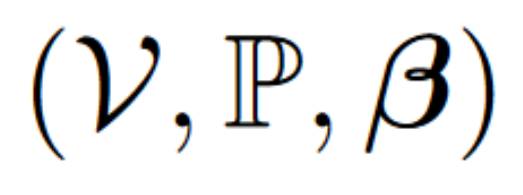 (𝓥, ℙ, 𝜷)